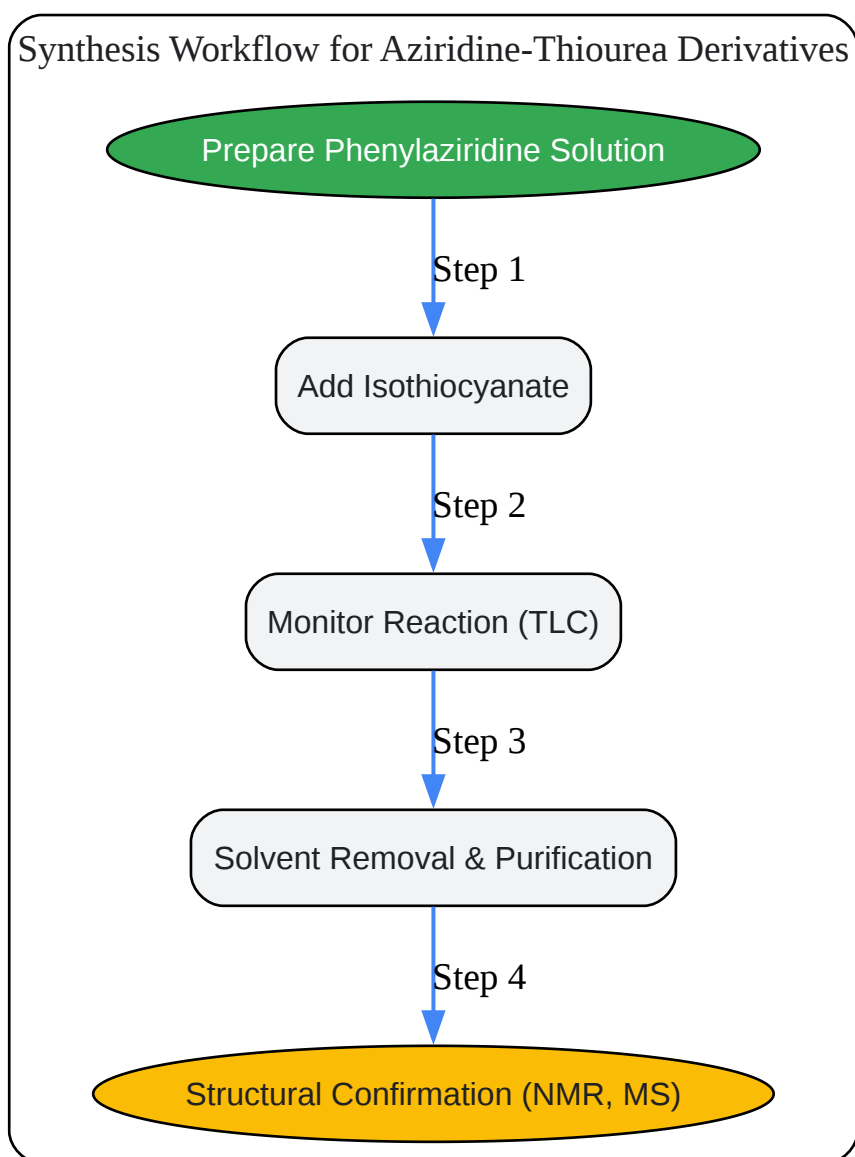 Synthesis Workflow for Aziridine-Thiourea Derivatives
Prepare Phenylaziridine Solution
Step 1
Add Isothiocyanate
Step 2
Monitor Reaction (TLC)
Step 3
Solvent Removal & Purification
Step 4
Structural Confirmation (NMR, MS)